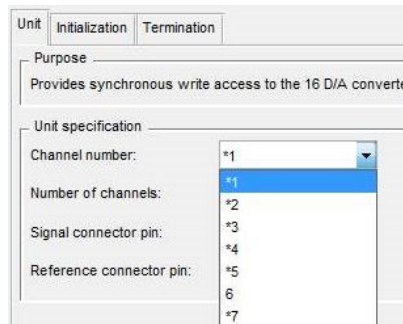 Unit Initialization Termination
Purpose
Provides synchronous write access to the 16 D/A converte
Unit specification
Channel number: *1
*1
Number of channels:
*2
*3
Signal connector pin:
*4
Reference connector pin: *5
6
*7